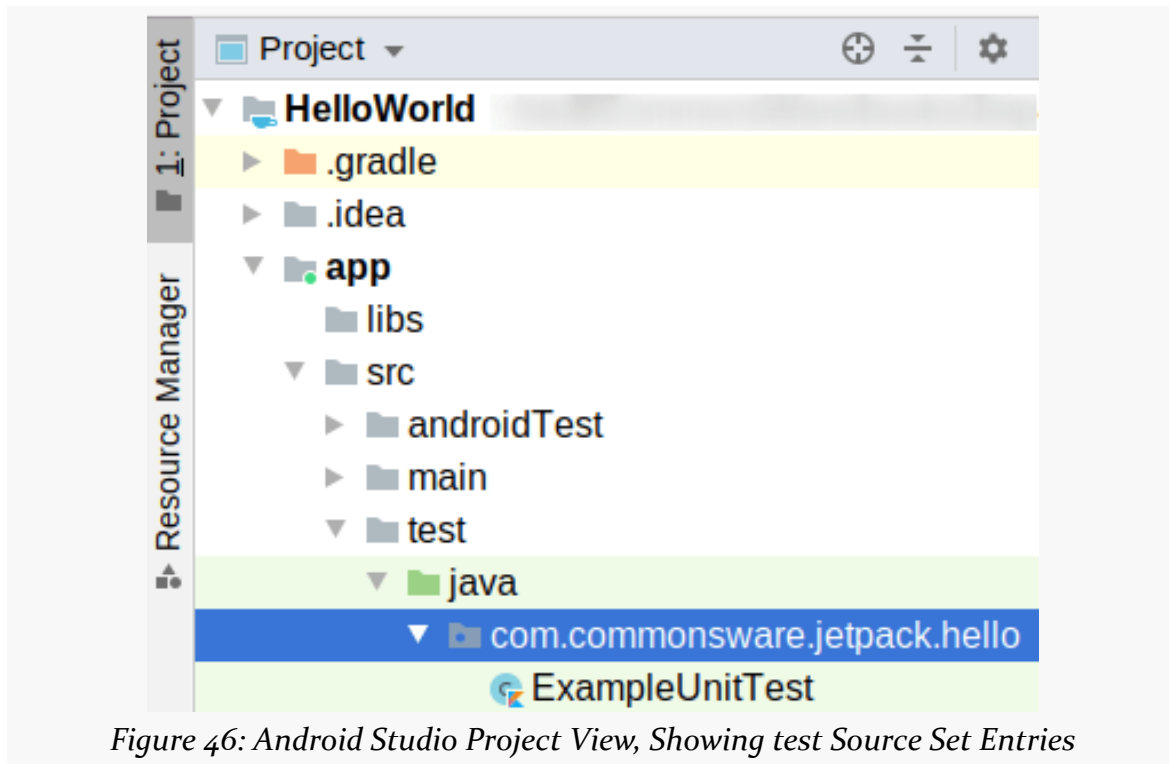 1: Project
Resource Manager
Project
HelloWorld
.gradle
.idea
app
libs
src
androidTest
main
test
java
com.commonsware.jetpack.hello
ExampleUnitTest
Figure 46: Android Studio Project View, Showing test Source Set Entries